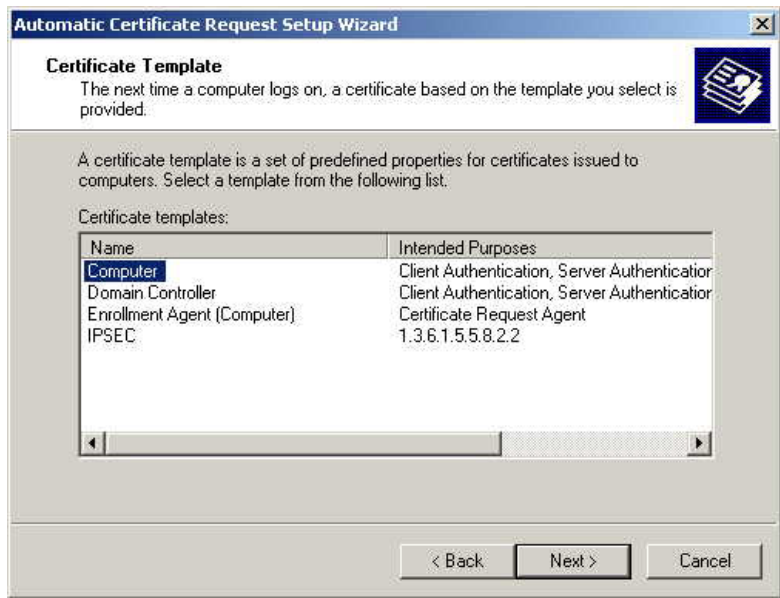 Automatic Certificate Request Setup Wizard
Certificate Template
The next time a computer logs on, a certificate based on the template you select is
provided.
A certificate template is a set of predefined properties for certificates issued to
computers. Select a template from the following list.
Certificate templates:
Name Intended Purposes
Computer Client Authentication, Server Authentication
Domain Controller Client Authentication, Server Authentication
Enrollment Agent (Computer) Certificate Request Agent
IPSEC 1.3.6.1.5.5.8.2.2
< Back Next > Cancel